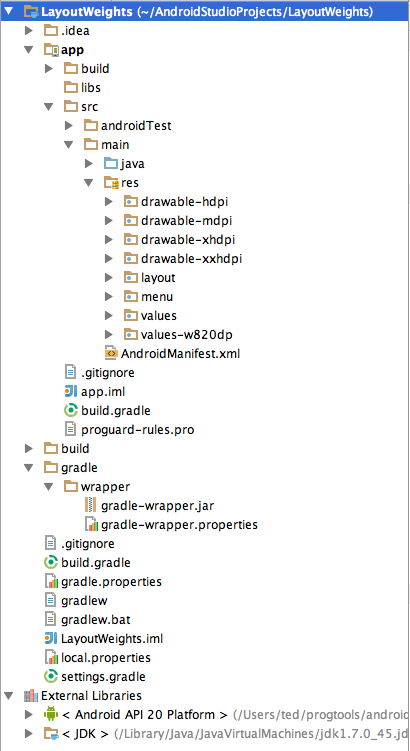 LayoutWeights (~/AndroidStudioProjects/LayoutWeights)
.idea
app
build
libs
src
androidTest
main
java
res
drawable-hdpi
drawable-mdpi
drawable-xhdpi
drawable-xxhdpi
layout
menu
values
values-w820dp
AndroidManifest.xml
.gitignore
app.iml
build.gradle
proguard-rules.pro
build
gradle
wrapper
gradle-wrapper.jar
gradle-wrapper.properties
.gitignore
build.gradle
gradle.properties
gradlew
gradlew.bat
LayoutWeights.iml
local.properties
settings.gradle
External Libraries
< Android API 20 Platform > (/Users/ted/progtools/android
< JDK > (/Library/Java/JavaVirtualMachines/jdk1.7.0_45.jd